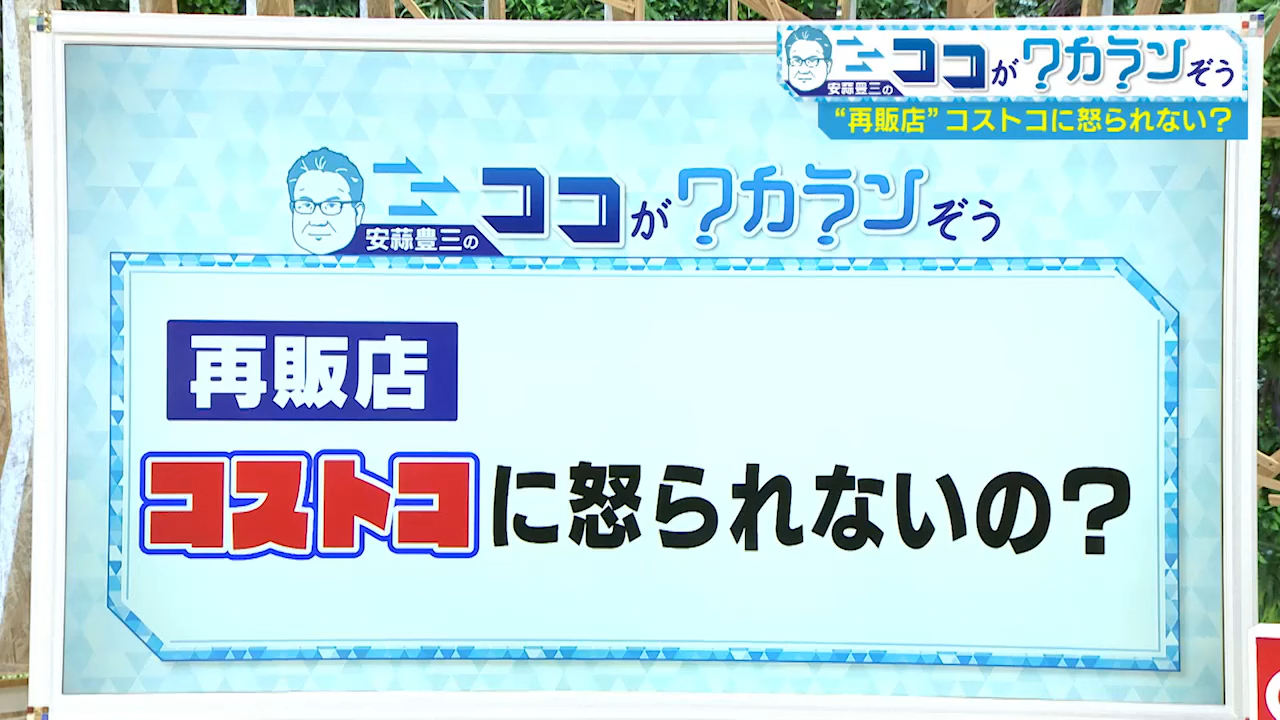 安蒜豊三の ココがワカランぞう
“再販店”コストコに怒られない？
安蒜豊三の ココがワカランぞう
再販店
コストコに怒られないの？